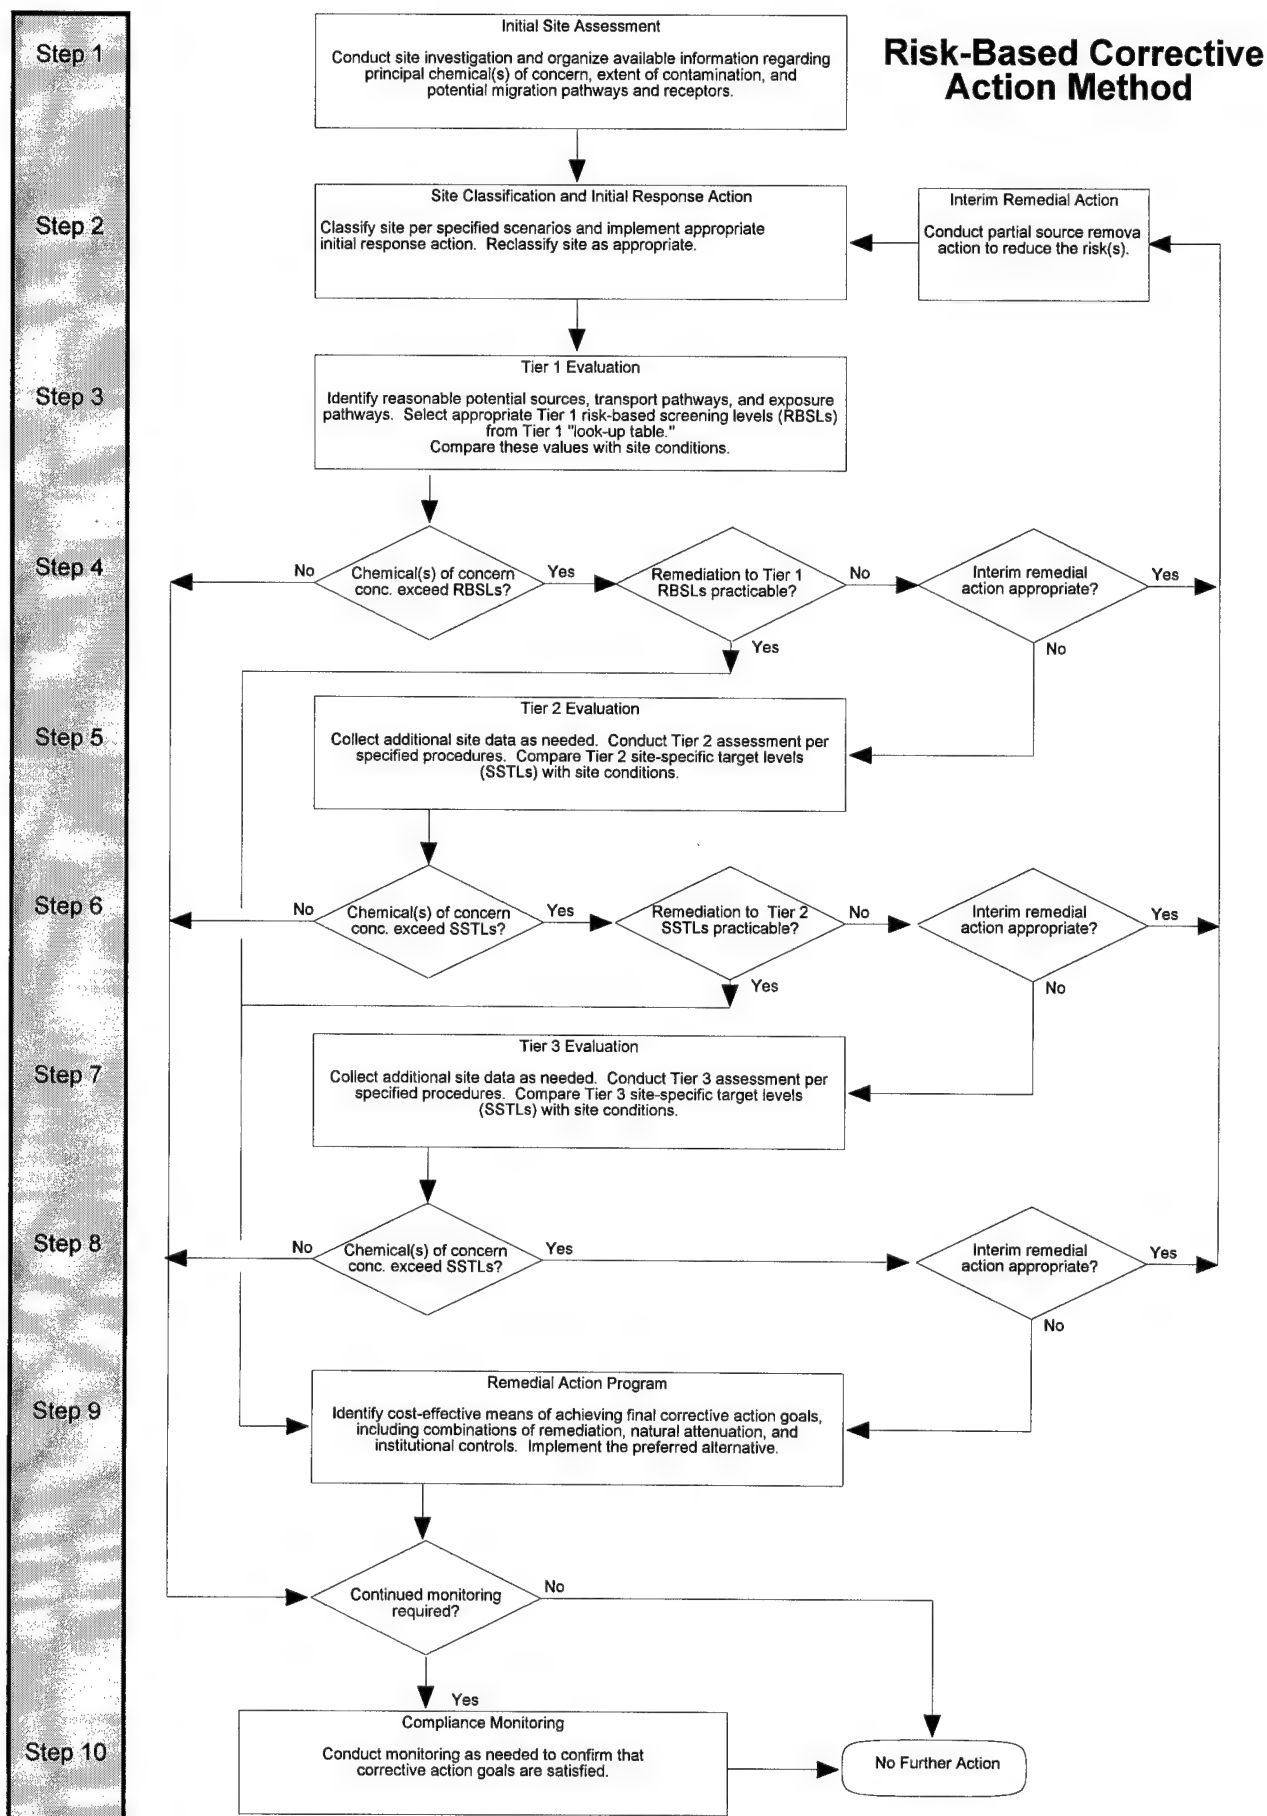 Risk-Based Corrective
Action Method
Step 1
Initial Site Assessment
Conduct site investigation and organize available information regarding
principal chemical(s) of concern, extent of contamination, and
potential migration pathways and receptors.
Step 2
Site Classification and Initial Response Action
Classify site per specified scenarios and implement appropriate
initial response action. Reclassify site as appropriate.
Interim Remedial Action
Conduct partial source remova
action to reduce the risk(s).
Step 3
Tier 1 Evaluation
Identify reasonable potential sources, transport pathways, and exposure
pathways. Select appropriate Tier 1 risk-based screening levels (RBSLs)
from Tier 1 "look-up table."
Compare these values with site conditions.
Step 4
No
Chemical(s) of concern
conc. exceed RBSLs?
Yes
Remediation to Tier 1
RBSLs practicable?
No
Interim remedial
action appropriate?
Yes
Yes
No
Step 5
Tier 2 Evaluation
Collect additional site data as needed. Conduct Tier 2 assessment per
specified procedures. Compare Tier 2 site-specific target levels
(SSTLs) with site conditions.
Step 6
No
Chemical(s) of concern
conc. exceed SSTLs?
Yes
Remediation to Tier 2
SSTLs practicable?
No
Interim remedial
action appropriate?
Yes
Yes
No
Step 7
Tier 3 Evaluation
Collect additional site data as needed. Conduct Tier 3 assessment per
specified procedures. Compare Tier 3 site-specific target levels
(SSTLs) with site conditions.
Step 8
No
Chemical(s) of concern
conc. exceed SSTLs?
Yes
Interim remedial
action appropriate?
Yes
No
Step 9
Remedial Action Program
Identify cost-effective means of achieving final corrective action goals,
including combinations of remediation, natural attenuation, and
institutional controls. Implement the preferred alternative.
Continued monitoring
required?
No
Yes
Step 10
Compliance Monitoring
Conduct monitoring as needed to confirm that
corrective action goals are satisfied.
No Further Action